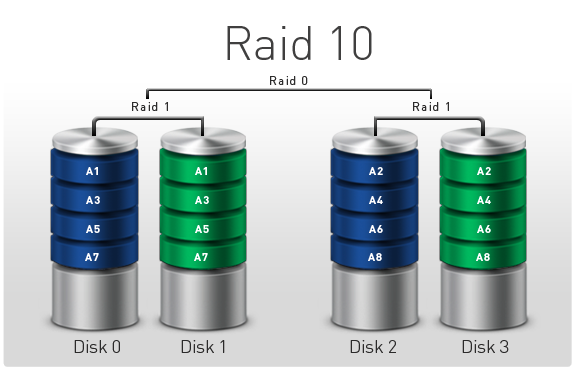 Raid 10
Raid 0
Raid 1 Raid 1
A1 A1 A2 A2
A3 A3 A4 A4
A5 A5 A6 A6
A7 A7 A8 A8
Disk 0 Disk 1 Disk 2 Disk 3